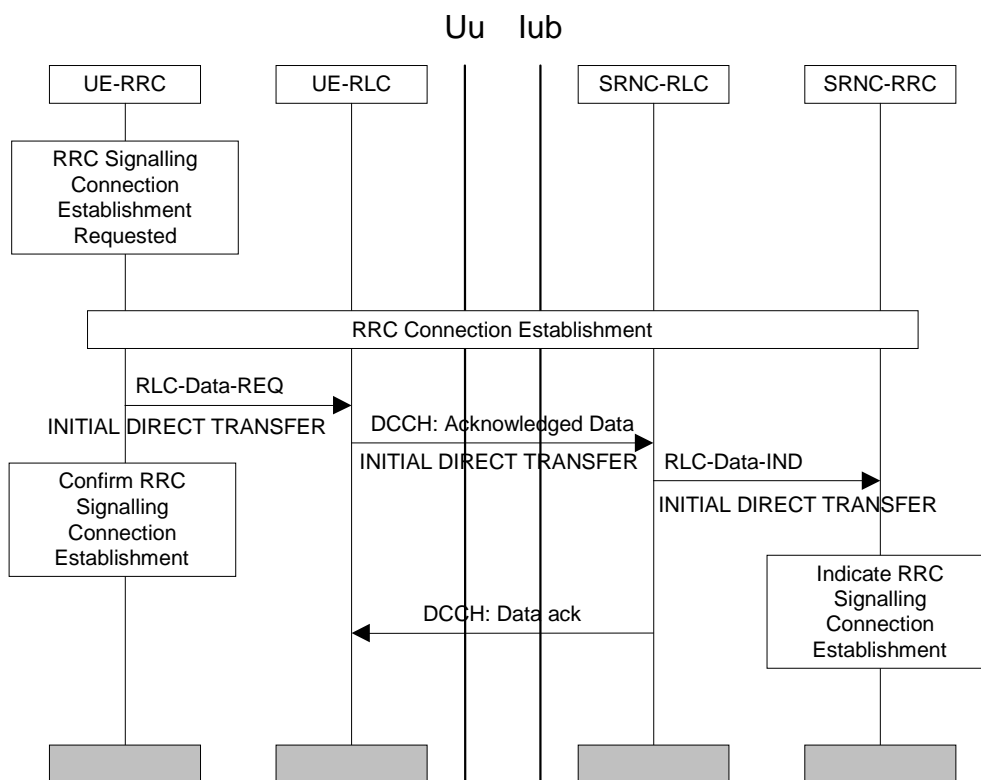 Uu Iub
UE-RRC
UE-RLC
SRNC-RLC
SRNC-RRC
RRC Signalling
Connection
Establishment
Requested
RRC Connection Establishment
RLC-Data-REQ
INITIAL DIRECT TRANSFER
DCCH: Acknowledged Data
INITIAL DIRECT TRANSFER
RLC-Data-IND
INITIAL DIRECT TRANSFER
Confirm RRC
Signalling
Connection
Establishment
Indicate RRC
Signalling
Connection
Establishment
DCCH: Data ack